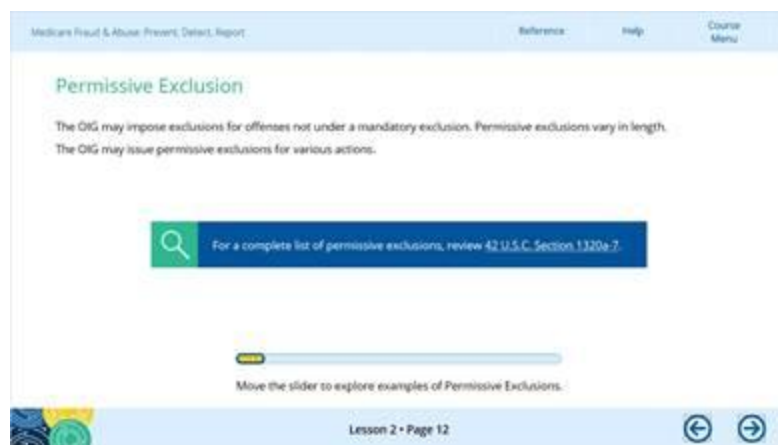 Medicare Fraud & Abuse: Prevent, Detect, Report
Reference
Help
Course
Menu
Permissive Exclusion
The OIG may impose exclusions for offenses not under a mandatory exclusion. Permissive exclusions vary in length.
The OIG may issue permissive exclusions for various actions.
For a complete list of permissive exclusions, review 42 U.S.C. Section 1320a-7.
Move the slider to explore examples of Permissive Exclusions.
Lesson 2 • Page 12